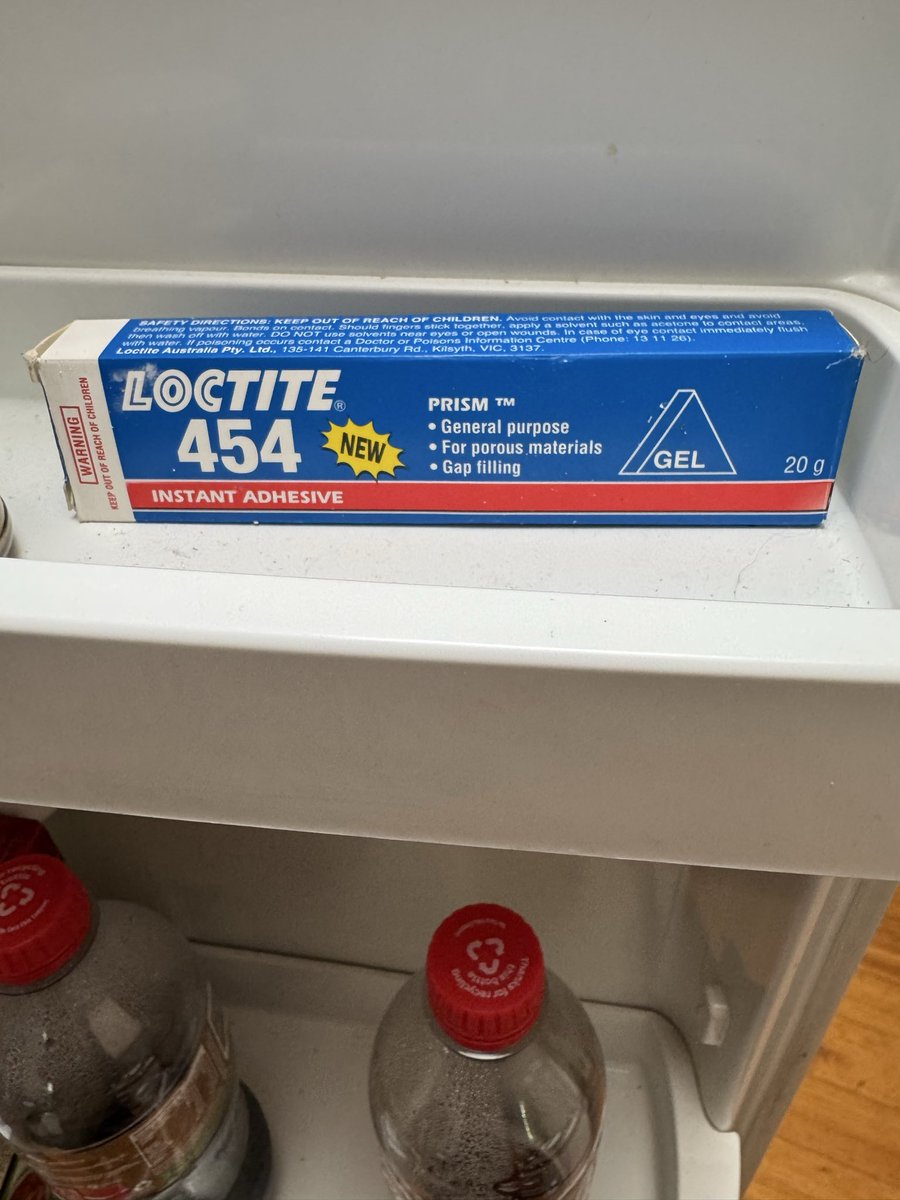 SAFETY DIRECTIONS: KEEP OUT OF REACH OF CHILDREN. Avoid contact with the skin and eyes and avoid
breathing vapour. Bonds on contact. Should fingers stick together, apply a solvent such as acetone to contact areas,
then wash off with water. DO NOT use solvents near eyes or open wounds. In case of eye contact immediately flush
with water. If poisoning occurs contact a Doctor or Poisons Information Centre (Phone: 13 11 26).
Loctite Australia Pty. Ltd., 135-141 Canterbury Rd., Kilsyth, VIC, 3137.
WARNING
KEEP OUT OF REACH OF CHILDREN
LOCTITE®
454
NEW
INSTANT ADHESIVE
PRISM ™
• General purpose
• For porous materials
• Gap filling
GEL
20 g
Thanks for recycling
this bottle